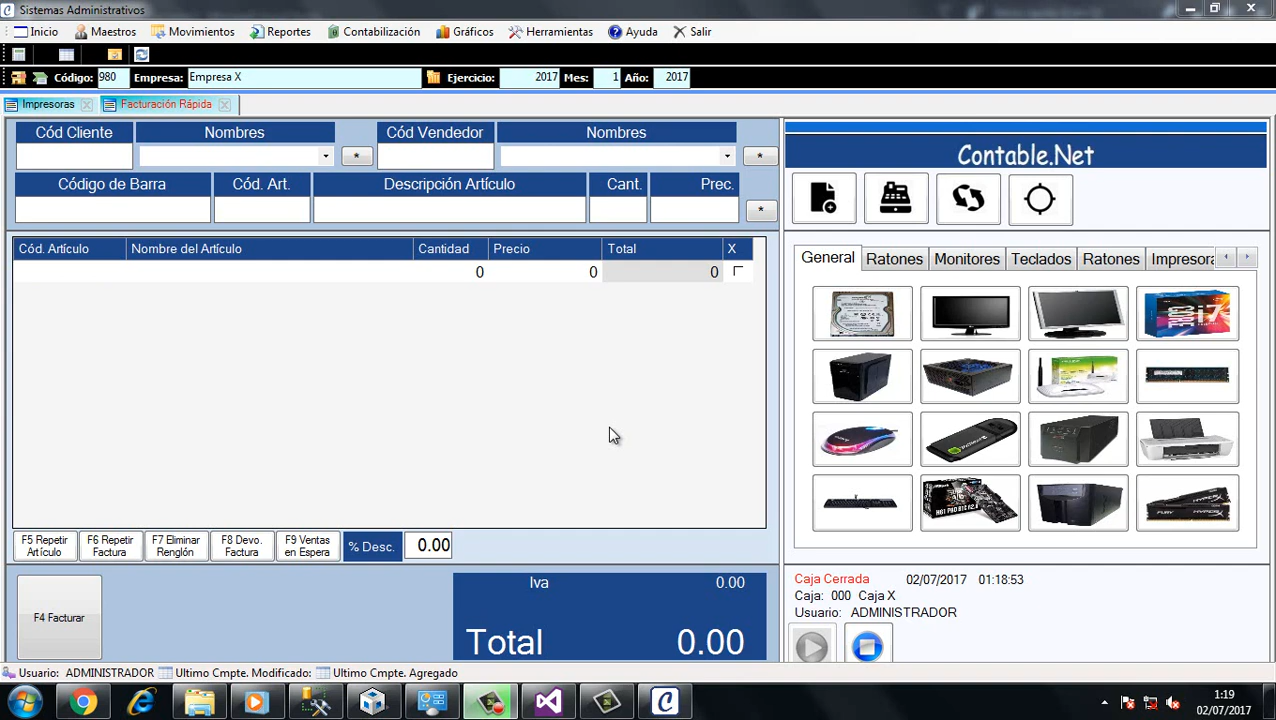 Sistemas Administrativos
Inicio Maestros Movimientos Reportes Contabilización Gráficos Herramientas Ayuda Salir
Código: 980 Empresa: Empresa X Ejercicio: 2017 Mes: 1 Año: 2017
Impresoras Facturación Rápida
Cód Cliente Nombres Cód Vendedor Nombres
* *
Código de Barra Cód. Art. Descripción Artículo Cant. Prec.
*
Cód. Artículo Nombre del Artículo Cantidad Precio Total X
0 0 0
F5 Repetir Artículo F6 Repetir Factura F7 Eliminar Renglón F8 Devo. Factura F9 Ventas en Espera % Desc. 0.00
F4 Facturar
Iva 0.00
Total 0.00
Contable.Net
General Ratones Monitores Teclados Ratones Impresora
Caja Cerrada 02/07/2017 01:18:53
Caja: 000 Caja X
Usuario: ADMINISTRADOR
Usuario: ADMINISTRADOR Ultimo Cmpte. Modificado: Ultimo Cmpte. Agregado
1:19
02/07/2017